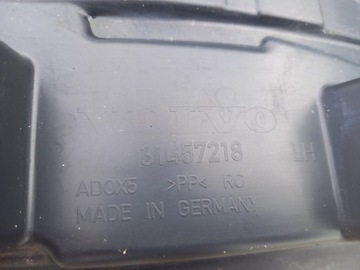 VOLVO
31457218 LH
ADOX5 >PP< RC
MADE IN GERMANY